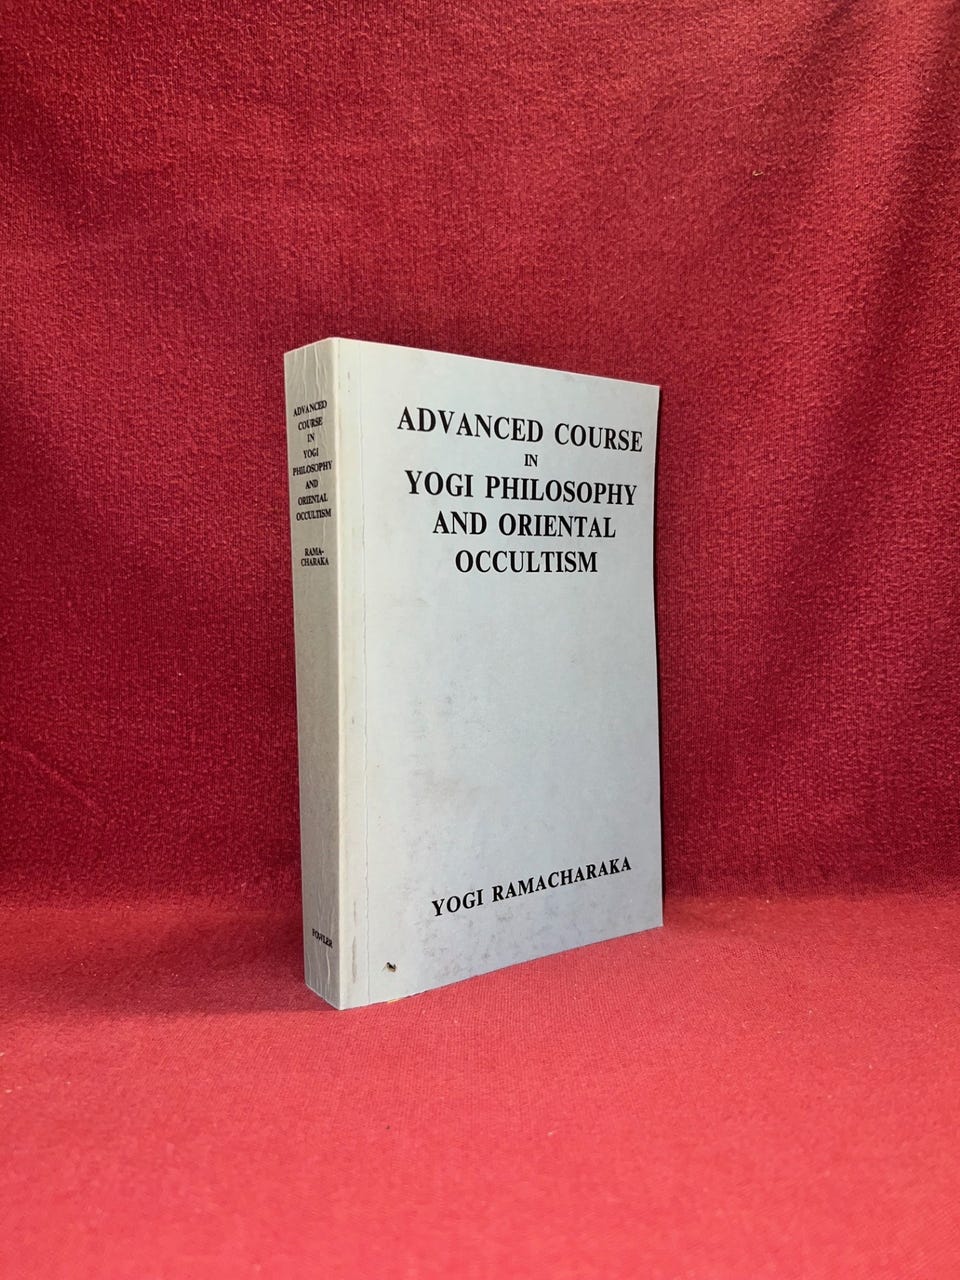 ADVANCED
COURSE
IN
YOGI
PHILOSOPHY
AND
ORIENTAL
OCCULTISM
RAMA-
CHARAKA
FOWLER
ADVANCED COURSE
IN
YOGI PHILOSOPHY
AND ORIENTAL
OCCULTISM
YOGI RAMACHARAKA